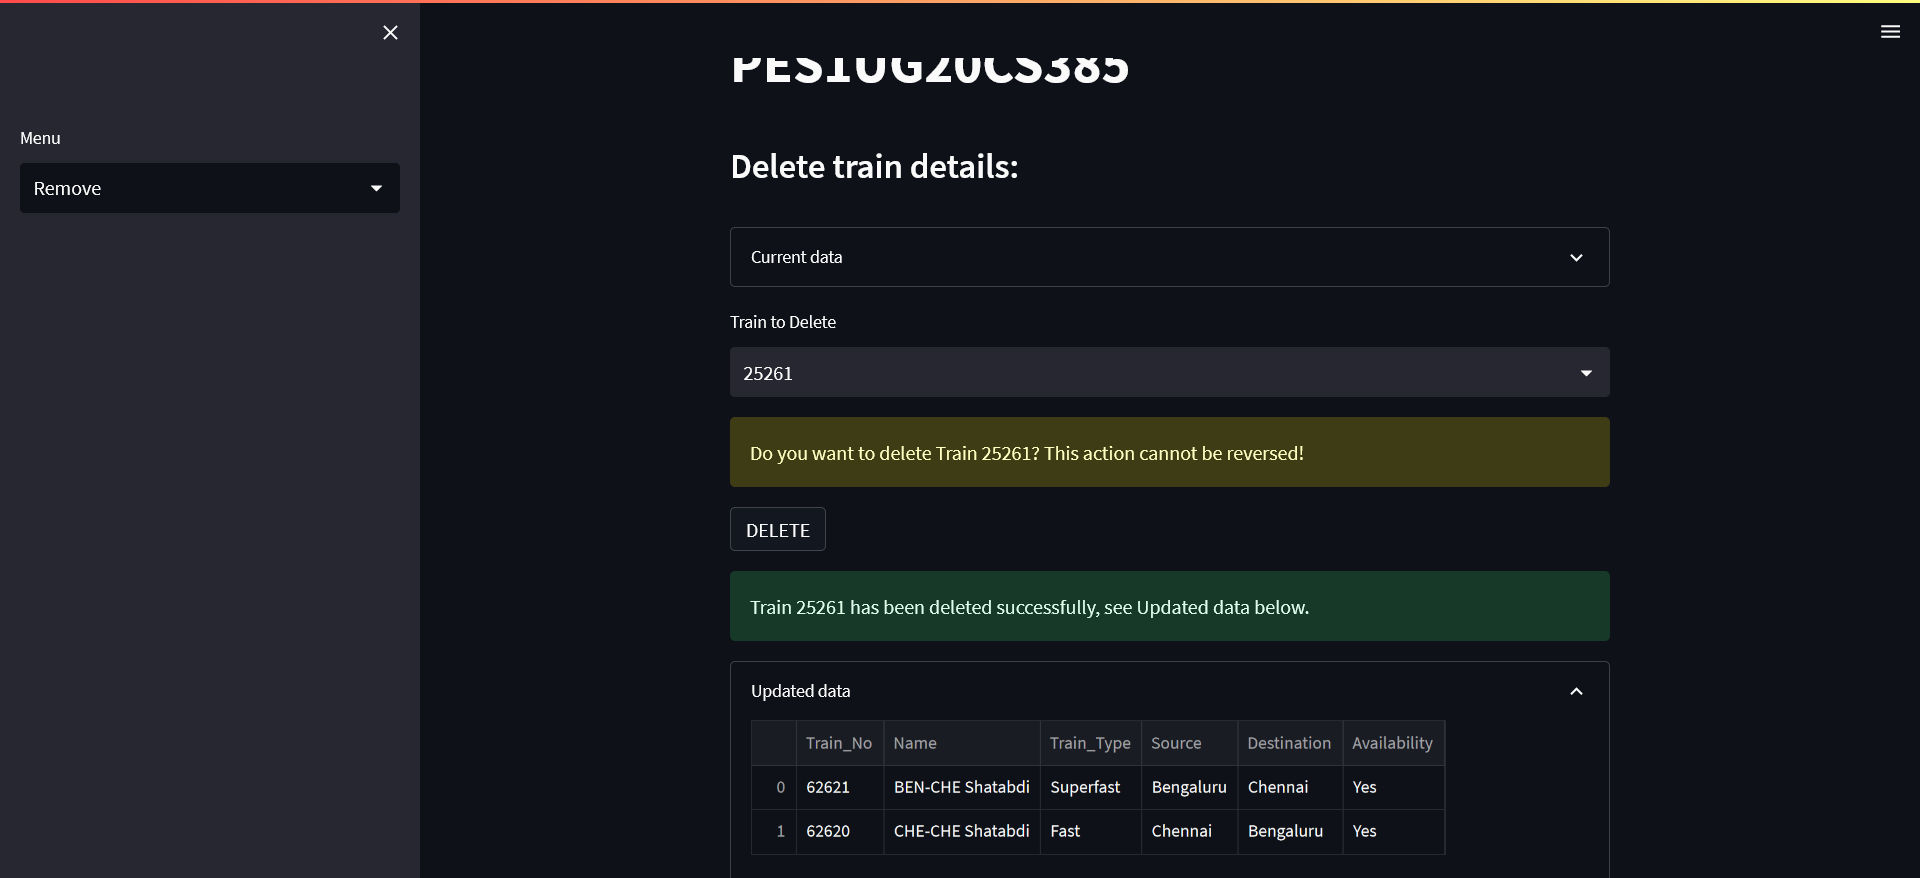 PES1UG20CS385
Menu
Remove
Delete train details:
Current data
Train to Delete
25261
Do you want to delete Train 25261? This action cannot be reversed!
DELETE
Train 25261 has been deleted successfully, see Updated data below.
Updated data
Train_No Name Train_Type Source Destination Availability
0 62621 BEN-CHE Shatabdi Superfast Bengaluru Chennai Yes
1 62620 CHE-CHE Shatabdi Fast Chennai Bengaluru Yes